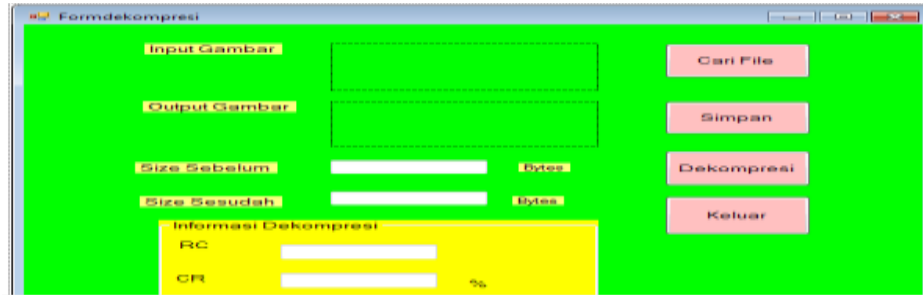 Formdekompresi
Input Gambar
Cari File
Output Gambar
Simpan
Size Sebelum
Bytes
Dekompresi
Size Sesudah
Bytes
Keluar
Informasi Dekompresi
RC
CR
%